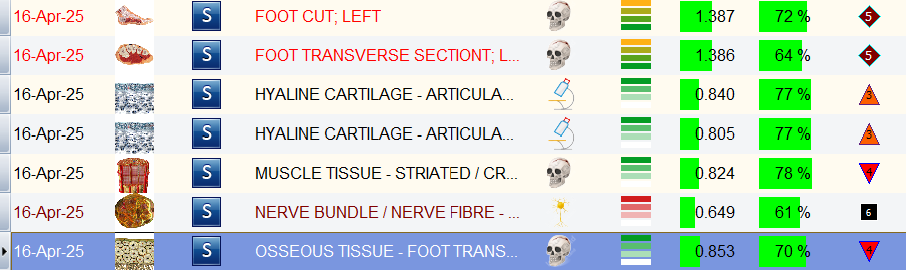 16-Apr-25 S FOOT CUT; LEFT 1.387 72 % 5
16-Apr-25 S FOOT TRANSVERSE SECTIONT; L... 1.386 64 % 5
16-Apr-25 S HYALINE CARTILAGE - ARTICULA... 0.840 77 % 3
16-Apr-25 S HYALINE CARTILAGE - ARTICULA... 0.805 77 % 3
16-Apr-25 S MUSCLE TISSUE - STRIATED / CR... 0.824 78 % 4
16-Apr-25 S NERVE BUNDLE / NERVE FIBRE - ... 0.649 61 % 6
16-Apr-25 S OSSEOUS TISSUE - FOOT TRANS... 0.853 70 % 4